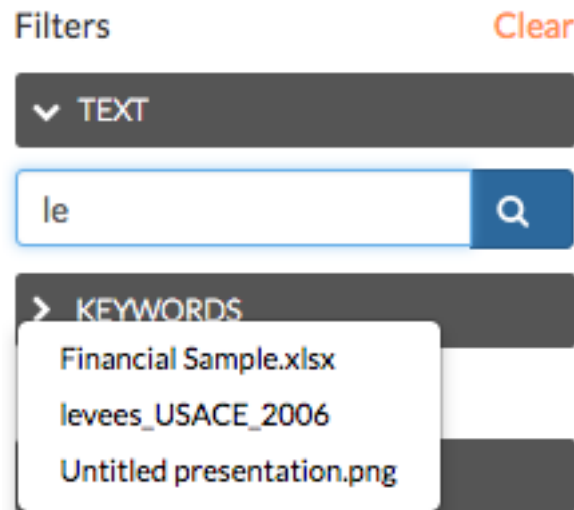 Filters Clear
TEXT
le
KEYWORDS
Financial Sample.xlsx
levees_USACE_2006
Untitled presentation.png